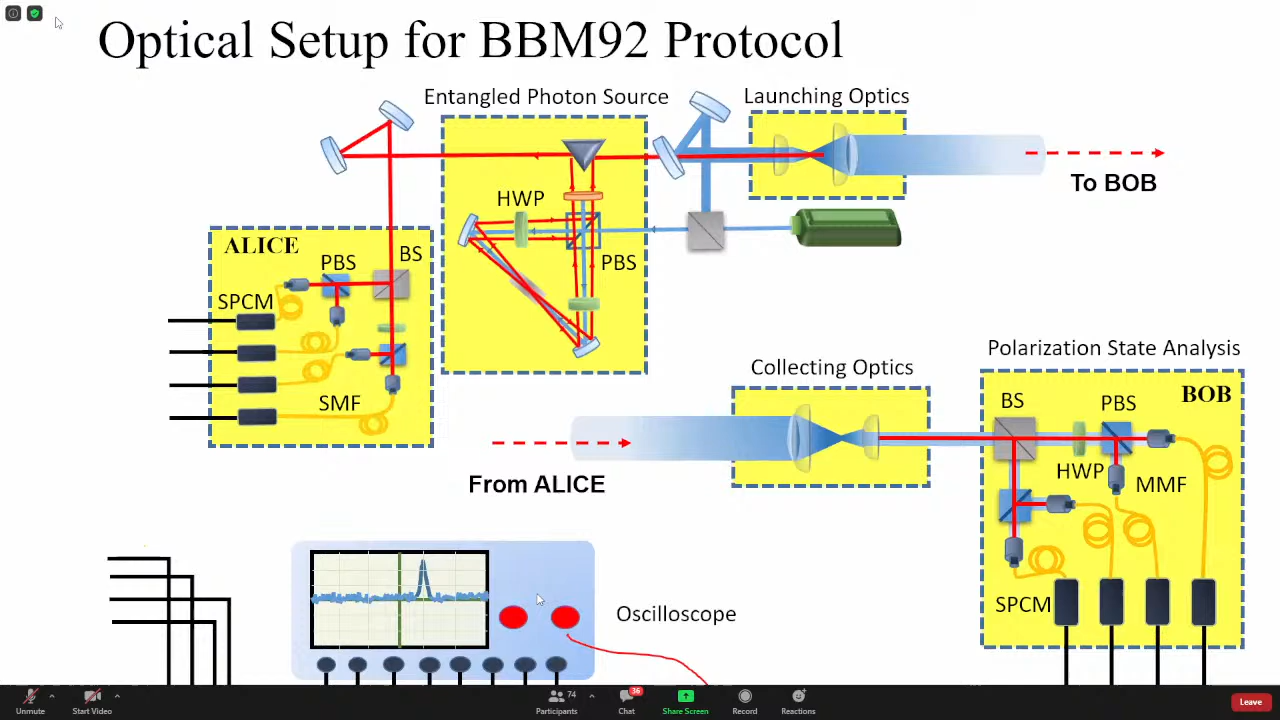 Optical Setup for BBM92 Protocol
Entangled Photon Source
Launching Optics
HWP
PBS
To BOB
ALICE
PBS
BS
SPCM
SMF
Collecting Optics
From ALICE
Polarization State Analysis
BOB
BS
PBS
HWP
MMF
SPCM
Oscilloscope
Unmute
Start Video
74
Participants
36
Chat
Share Screen
Record
Reactions
Leave